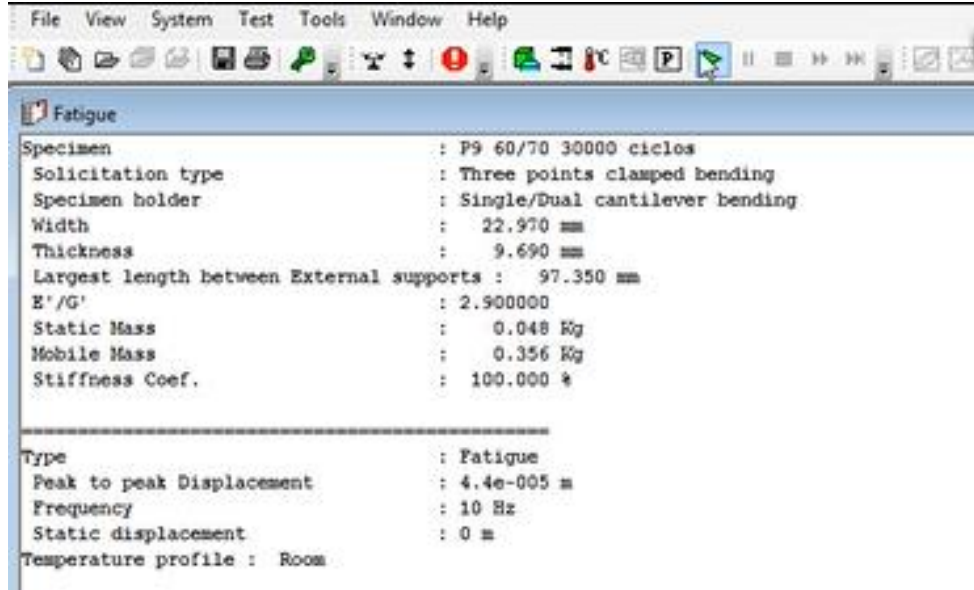 File View System Test Tools Window Help
°C P
Fatigue
Specimen : P9 60/70 30000 ciclos
Solicitation type : Three points clamped bending
Specimen holder : Single/Dual cantilever bending
Width : 22.970 mm
Thickness : 9.690 mm
Largest length between External supports : 97.350 mm
E'/G' : 2.900000
Static Mass : 0.048 Kg
Mobile Mass : 0.356 Kg
Stiffness Coef. : 100.000 %
==================================================
Type : Fatigue
Peak to peak Displacement : 4.4e-005 m
Frequency : 10 Hz
Static displacement : 0 m
Temperature profile : Room